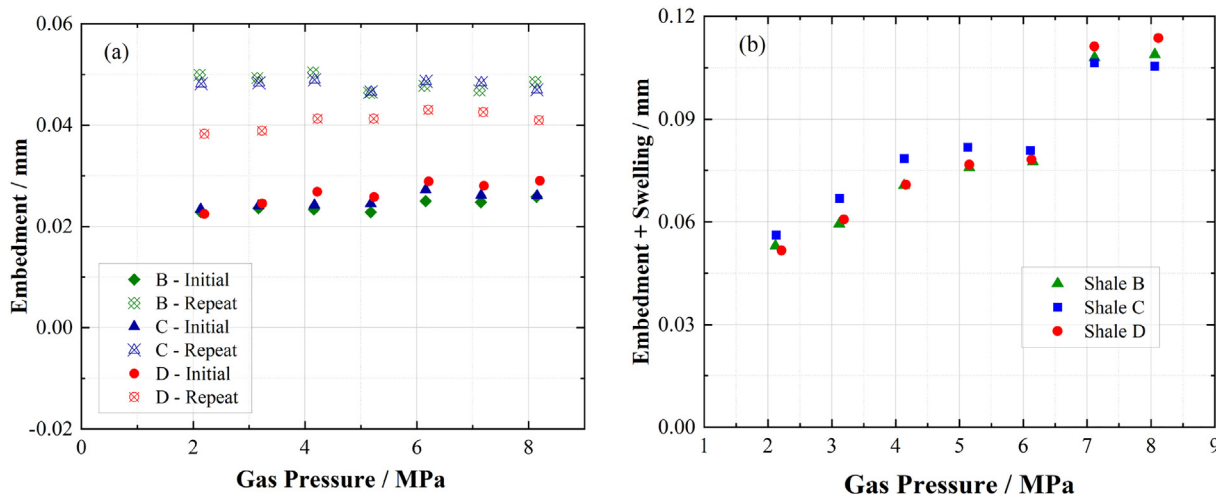 (a)
0.06
0.04
0.02
0.00
-0.02
Embedment / mm
B - Initial
B - Repeat
C - Initial
C - Repeat
D - Initial
D - Repeat
0 2 4 6 8
Gas Pressure / MPa
(b)
0.12
0.09
0.06
0.03
0.00
Embedment + Swelling / mm
Shale B
Shale C
Shale D
1 2 3 4 5 6 7 8 9
Gas Pressure / MPa